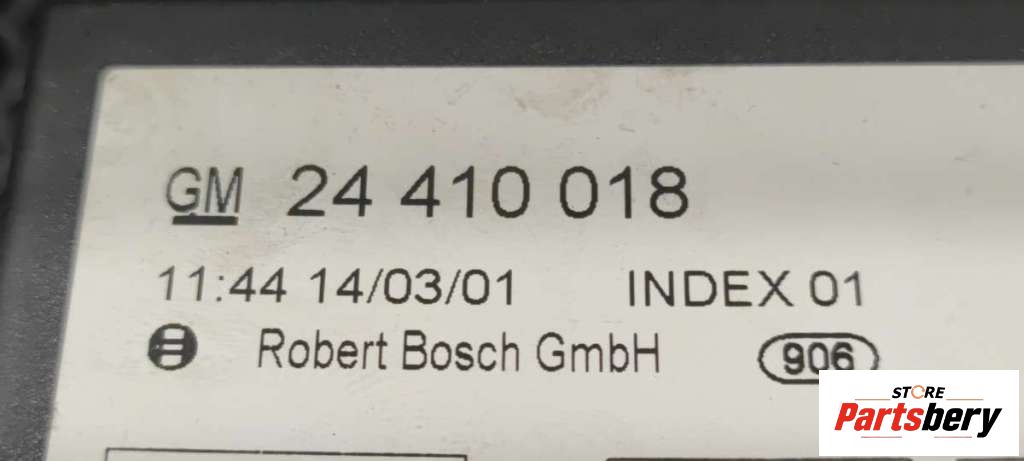 GM 24 410 018
11:44 14/03/01 INDEX 01
Robert Bosch GmbH 906
STORE
Partsbery